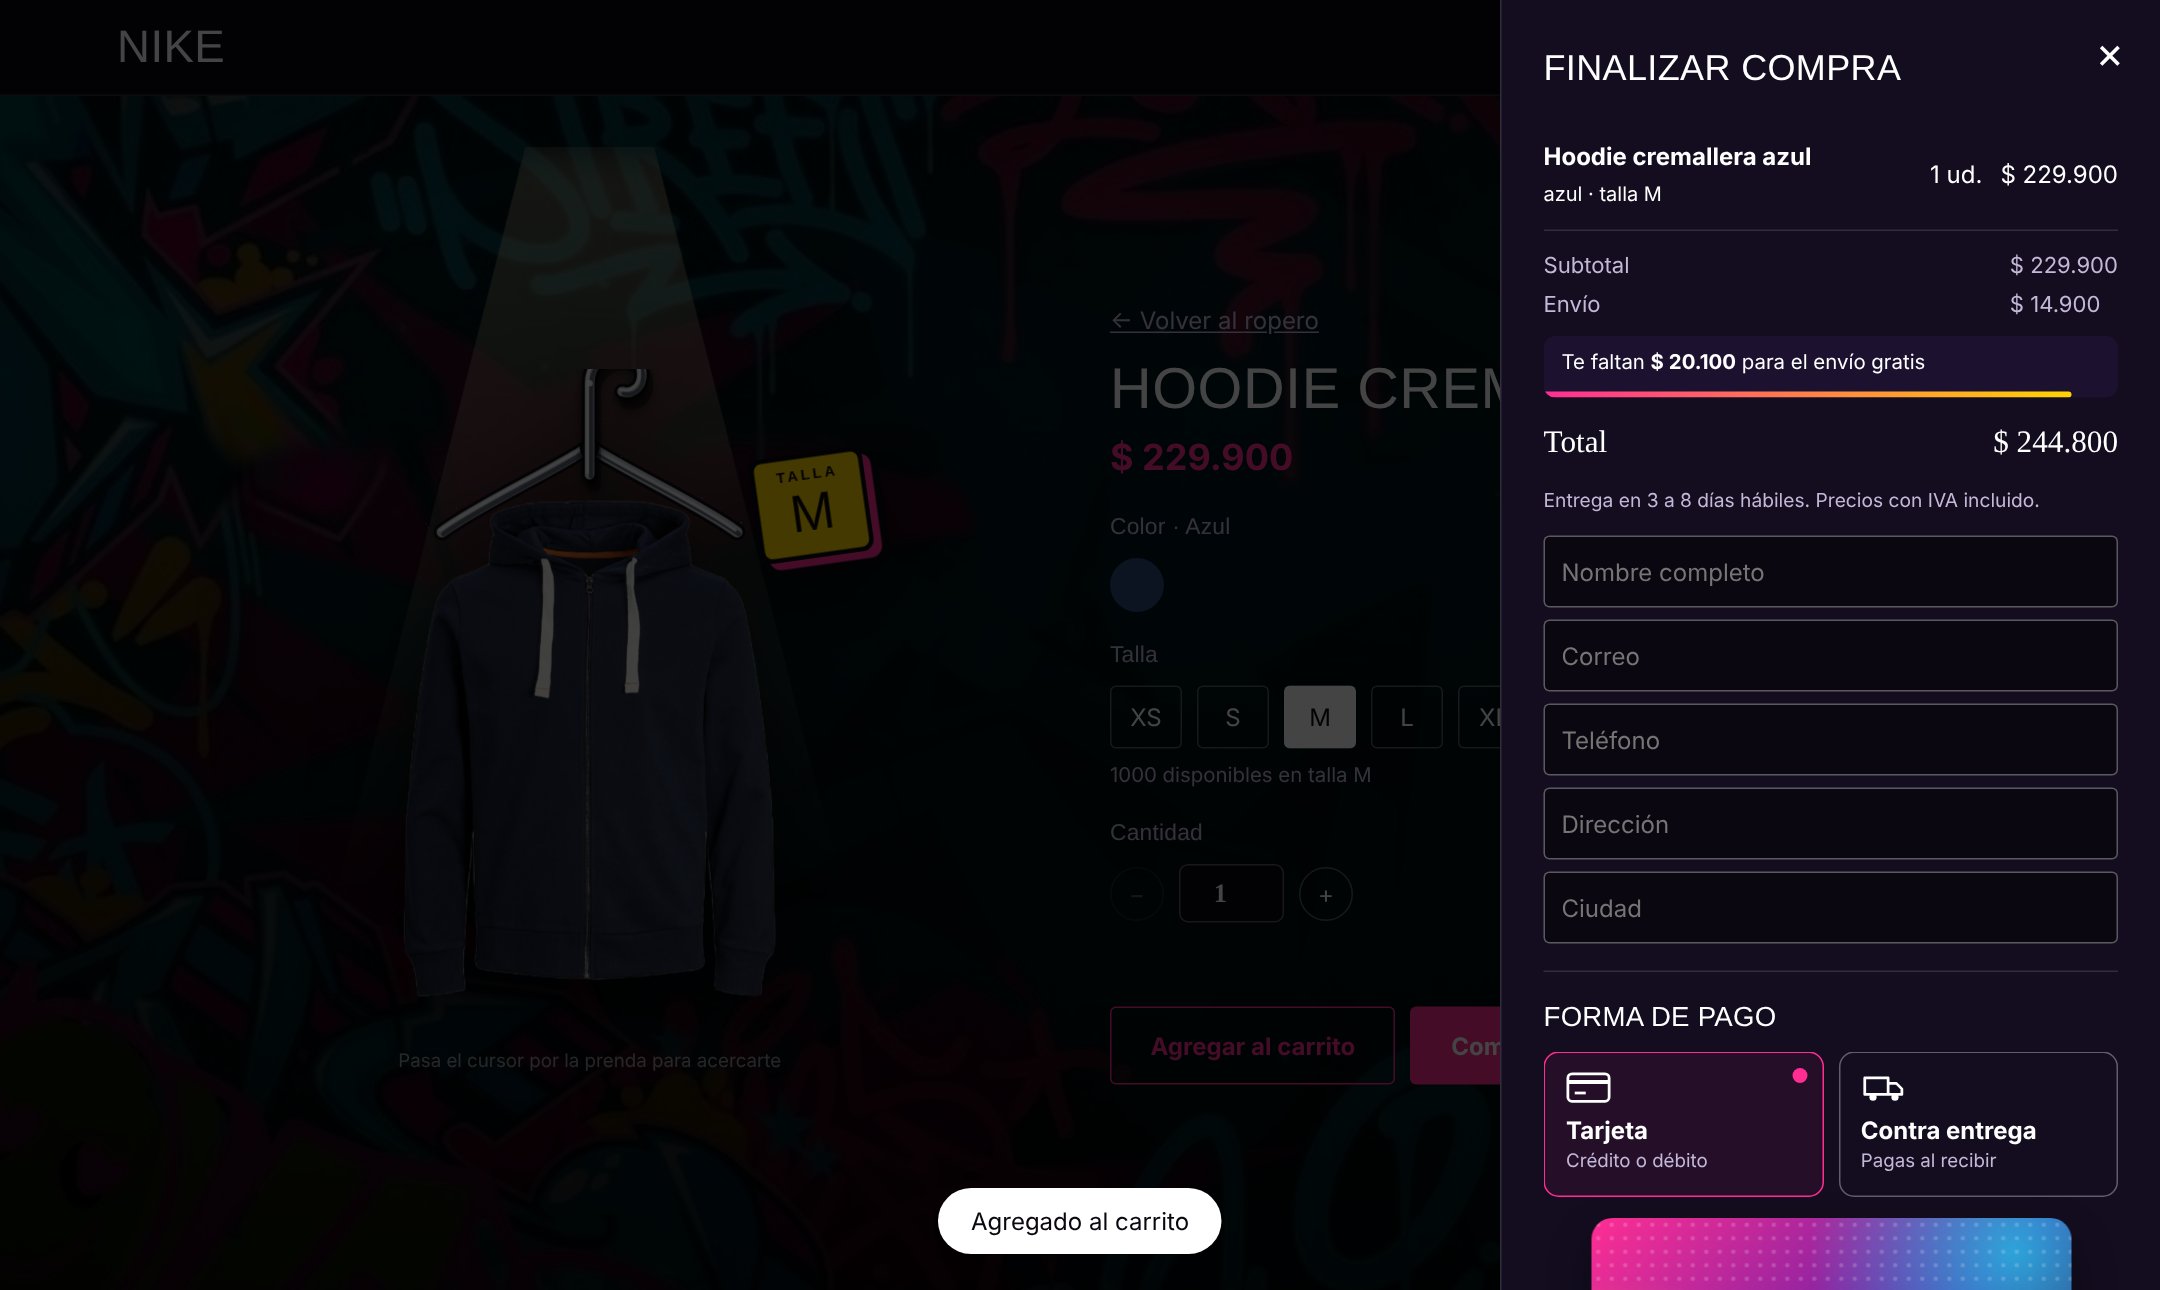 NIKE
← Volver al ropero
HOODIE CREM
$ 229.900
TALLA
M
Color · Azul
Talla
XS S M L XL
1000 disponibles en talla M
Cantidad
− 1 +
Agregar al carrito Com
Pasa el cursor por la prenda para acercarte
Agregado al carrito
FINALIZAR COMPRA
×
Hoodie cremallera azul
azul · talla M
1 ud. $ 229.900
Subtotal $ 229.900
Envío $ 14.900
Te faltan $ 20.100 para el envío gratis
Total $ 244.800
Entrega en 3 a 8 días hábiles. Precios con IVA incluido.
Nombre completo
Correo
Teléfono
Dirección
Ciudad
FORMA DE PAGO
Tarjeta
Crédito o débito
Contra entrega
Pagas al recibir